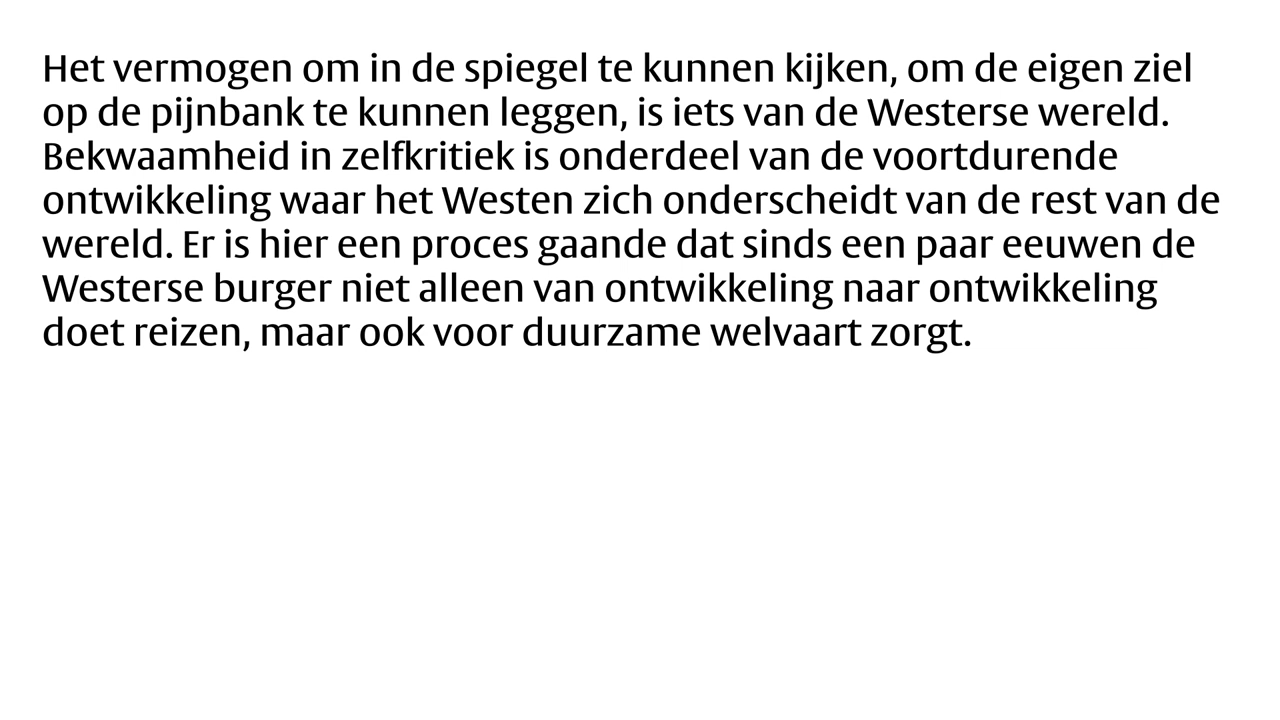 Het vermogen om in de spiegel te kunnen kijken, om de eigen ziel
op de pijnbank te kunnen leggen, is iets van de Westerse wereld.
Bekwaamheid in zelfkritiek is onderdeel van de voortdurende
ontwikkeling waar het Westen zich onderscheidt van de rest van de
wereld. Er is hier een proces gaande dat sinds een paar eeuwen de
Westerse burger niet alleen van ontwikkeling naar ontwikkeling
doet reizen, maar ook voor duurzame welvaart zorgt.